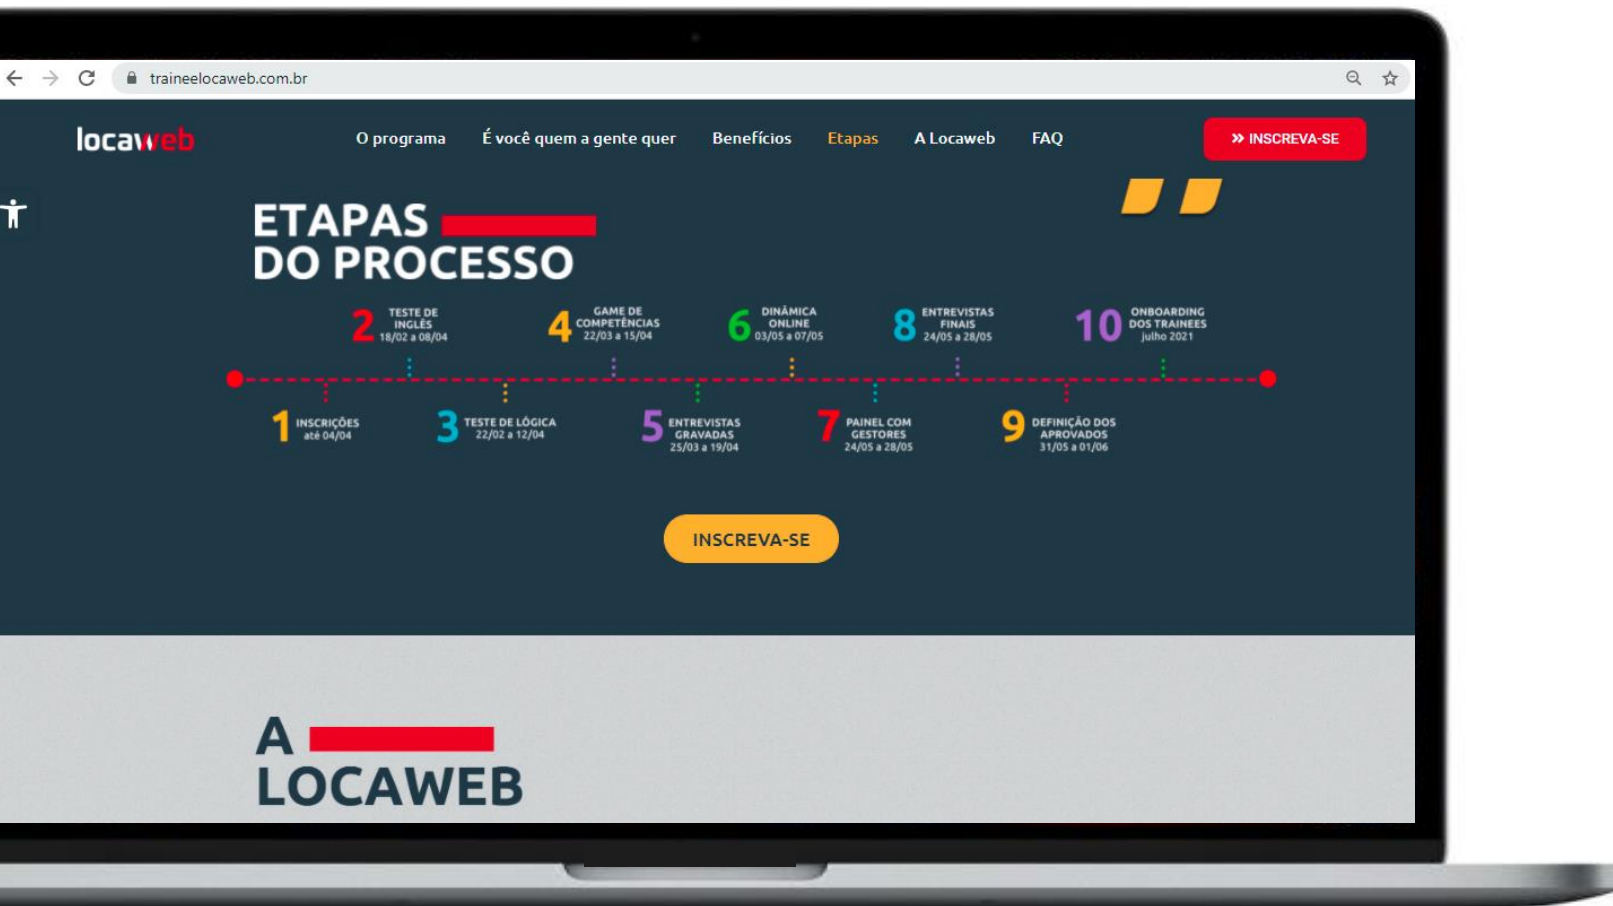 traineelocaweb.com.br
locaweb
O programa
É você quem a gente quer
Benefícios
Etapas
A Locaweb
FAQ
» INSCREVA-SE
ETAPAS
DO PROCESSO
1 INSCRIÇÕES
até 04/04
2 TESTE DE
INGLÊS
18/02 a 08/04
3 TESTE DE LÓGICA
22/02 a 12/04
4 GAME DE
COMPETÊNCIAS
22/03 a 15/04
5 ENTREVISTAS
GRAVADAS
25/03 a 19/04
6 DINÂMICA
ONLINE
03/05 a 07/05
7 PAINEL COM
GESTORES
24/05 a 28/05
8 ENTREVISTAS
FINAIS
24/05 a 28/05
9 DEFINIÇÃO DOS
APROVADOS
31/05 a 01/06
10 ONBOARDING
DOS TRAINEES
julho 2021
INSCREVA-SE
A
LOCAWEB